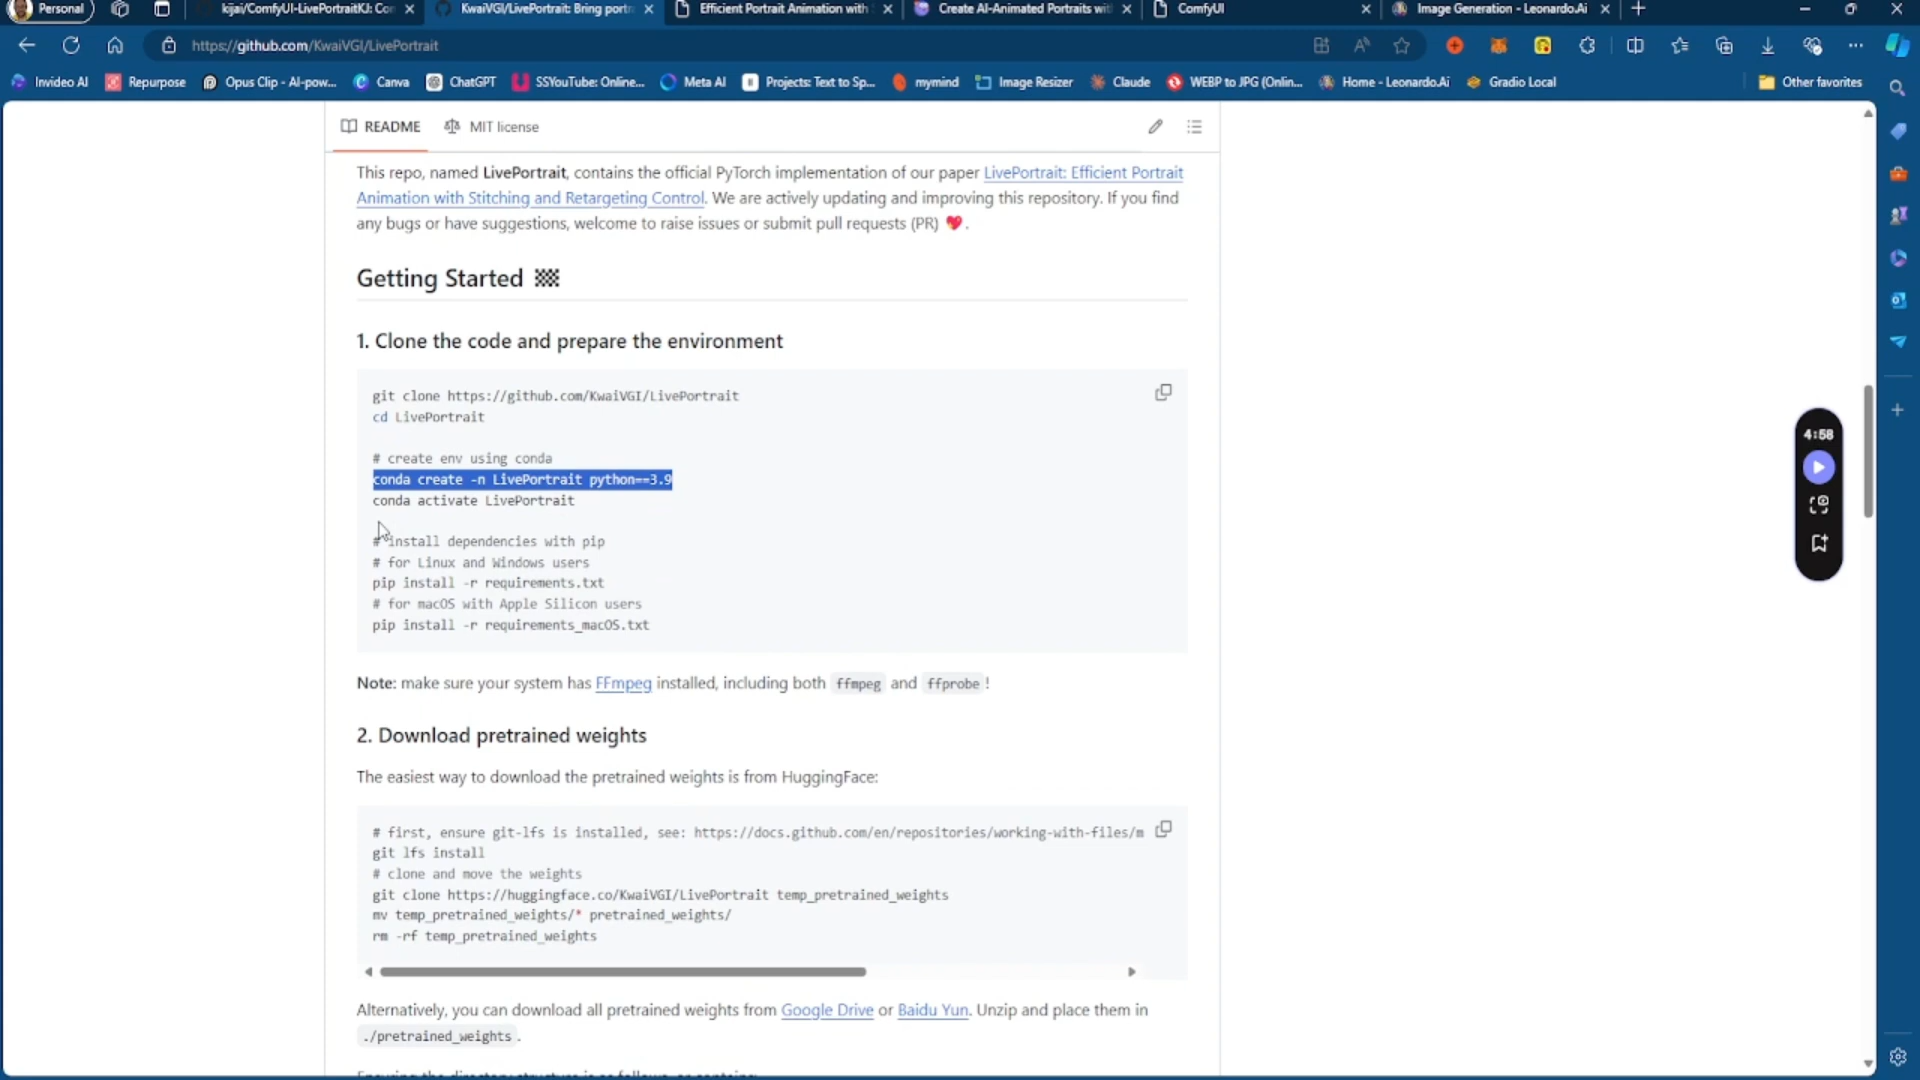 Personal
kijai/ComfyUI-LivePortraitKJ: Con
KwaiVGI/LivePortrait: Bring portr
Efficient Portrait Animation with
Create AI-Animated Portraits wit
ComfyUI
Image Generation - Leonardo.Ai
https://github.com/KwaiVGI/LivePortrait
Invideo AI
Repurpose
Opus Clip - AI-pow...
Canva
ChatGPT
SSYouTube: Online...
Meta AI
Projects: Text to Sp...
mymind
Image Resizer
Claude
WEBP to JPG (Onlin...
Home - Leonardo.Ai
Gradio Local
Other favorites
README
MIT license
This repo, named LivePortrait, contains the official PyTorch implementation of our paper LivePortrait: Efficient Portrait
Animation with Stitching and Retargeting Control. We are actively updating and improving this repository. If you find
any bugs or have suggestions, welcome to raise issues or submit pull requests (PR) 💖.
Getting Started 🏁
1. Clone the code and prepare the environment
git clone https://github.com/KwaiVGI/LivePortrait
cd LivePortrait
# create env using conda
conda create -n LivePortrait python==3.9
conda activate LivePortrait
# install dependencies with pip
# for Linux and Windows users
pip install -r requirements.txt
# for macOS with Apple Silicon users
pip install -r requirements_macOS.txt
4:58
Note: make sure your system has FFmpeg installed, including both ffmpeg and ffprobe!
2. Download pretrained weights
The easiest way to download the pretrained weights is from HuggingFace:
# first, ensure git-lfs is installed, see: https://docs.github.com/en/repositories/working-with-files/m
git lfs install
# clone and move the weights
git clone https://huggingface.co/KwaiVGI/LivePortrait temp_pretrained_weights
mv temp_pretrained_weights/* pretrained_weights/
rm -rf temp_pretrained_weights
Alternatively, you can download all pretrained weights from Google Drive or Baidu Yun. Unzip and place them in
./pretrained_weights.